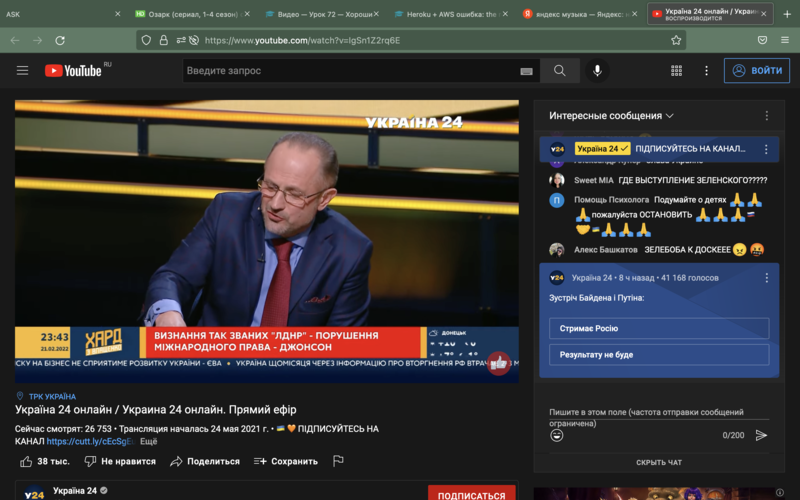 ASK
Озарк (сериал, 1-4 сезон)
Видео — Урок 72 — Хороши
Heroku + AWS ошибка: the
яндекс музыка — Яндекс:
Україна 24 онлайн / Украин
ВОСПРОИЗВОДИТСЯ
https://www.youtube.com/watch?v=IgSn1Z2rq6E
YouTube RU
Введите запрос
ВОЙТИ
УКРАЇНА 24
23:43
21.02.2022
ХАРД
ВИЗНАННЯ ТАК ЗВАНИХ "ЛДНР" - ПОРУШЕННЯ
МІЖНАРОДНОГО ПРАВА - ДЖОНСОН
ДОНЕЦЬК
СКУ НА БІЗНЕС НЕ СПРИЯТИМЕ РОЗВИТКУ УКРАЇНИ - ЄВА • УКРАЇНА ЩОМІСЯЦЯ ЧЕРЕЗ ІНФОРМАЦІЮ ПРО ВТОРГНЕННЯ РФ ВТРАЧ
ТРК УКРАЇНА
Україна 24 онлайн / Украина 24 онлайн. Прямий ефір
Сейчас смотрят: 26 753 • Трансляция началась 24 мая 2021 г. • 🇺🇦 🧡 ПІДПИСУЙТЕСЬ НА
КАНАЛ https://cutt.ly/cEcSgE Ещё
38 тыс.
Не нравится
Поделиться
Сохранить
У24
Україна 24
ПОДПИСАТЬСЯ
Интересные сообщения
У24 Україна 24 ПІДПИСУЙТЕСЬ НА КАНАЛ...
Sweet MIA ГДЕ ВЫСТУПЛЕНИЕ ЗЕЛЕНСКОГО?????
П Помощь Психолога Подумайте о детях 🙏 🙏
🙏 пожалуйста ОСТАНОВИТЬ 🙏 🙏 🙏 🇷🇺
🤝 🇺🇦 🙏 🙏 🙏
Алекс Башкатов ЗЕЛЕБОБА К ДОСКЕЕЕ 😠 🤬
У24 Україна 24 • 8 ч назад • 41 168 голосов
Зустріч Байдена і Путіна:
Стримає Росію
Результату не буде
Пишите в этом поле (частота отправки сообщений
ограничена)
0/200
СКРЫТЬ ЧАТ